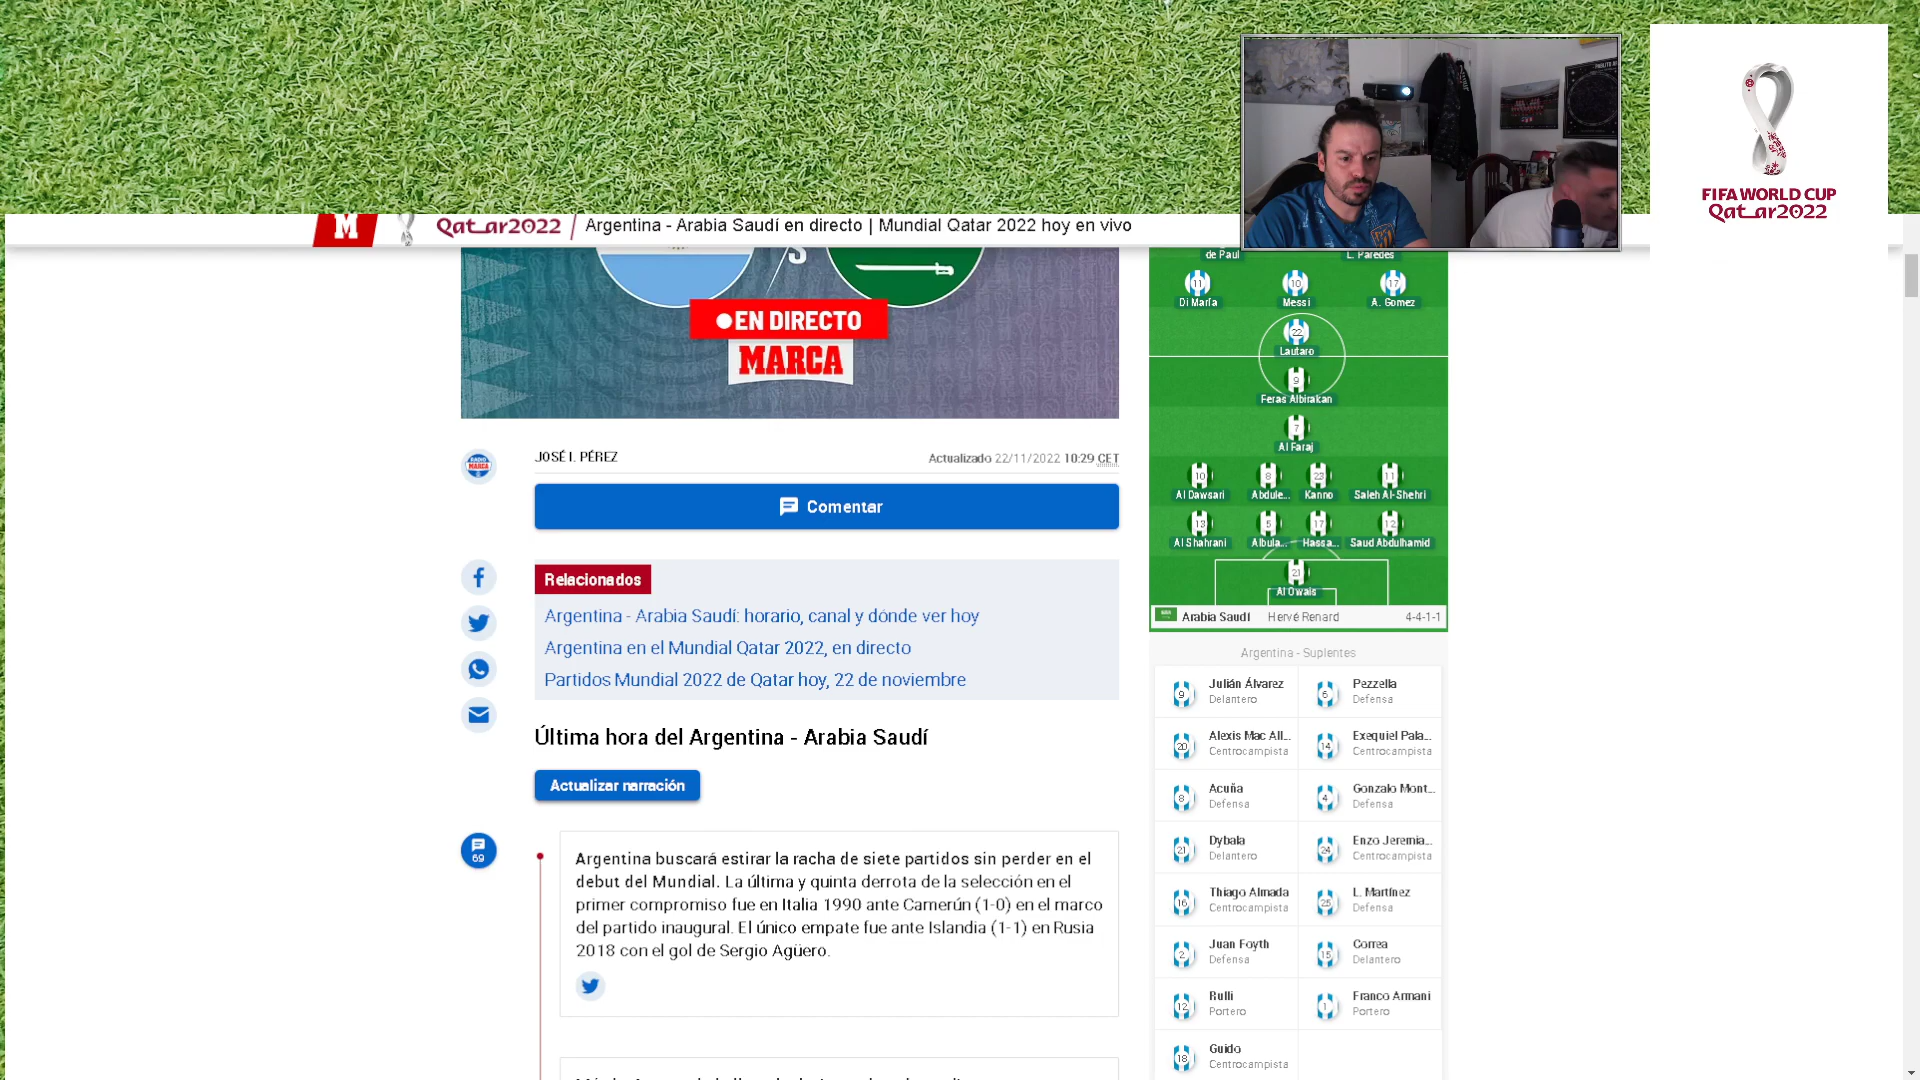 FIFA WORLD CUP
Qatar2022
M
Qatar2022
Argentina - Arabia Saudí en directo | Mundial Qatar 2022 hoy en vivo
EN DIRECTO
MARCA
JOSÉ I. PÉREZ
Actualizado 22/11/2022 10:29 CET
Comentar
Relacionados
Argentina - Arabia Saudí: horario, canal y dónde ver hoy
Argentina en el Mundial Qatar 2022, en directo
Partidos Mundial 2022 de Qatar hoy, 22 de noviembre
Última hora del Argentina - Arabia Saudí
Actualizar narración
69
Argentina buscará estirar la racha de siete partidos sin perder en el
debut del Mundial. La última y quinta derrota de la selección en el
primer compromiso fue en Italia 1990 ante Camerún (1-0) en el marco
del partido inaugural. El único empate fue ante Islandia (1-1) en Rusia
2018 con el gol de Sergio Agüero.
de Paul L. Paredes
11 10 17
Di María Messi A. Gomez
22
Lautaro
9
Feras Albirakan
7
Al Faraj
10 8 23 11
Al Dawsari Abdule... Kanno Saleh Al-Shehri
13 5 17 12
Al Shahrani Albula... Hassa... Saud Abdulhamid
21
Al Owais
Arabia Saudí Hervé Renard 4-4-1-1
Argentina - Suplentes
9 Julián Álvarez
Delantero
6 Pezzella
Defensa
20 Alexis Mac All...
Centrocampista
14 Exequiel Pala...
Centrocampista
8 Acuña
Defensa
4 Gonzalo Mont...
Defensa
21 Dybala
Delantero
24 Enzo Jeremia...
Centrocampista
16 Thiago Almada
Centrocampista
25 L. Martínez
Defensa
2 Juan Foyth
Defensa
15 Correa
Delantero
12 Rulli
Portero
1 Franco Armani
Portero
18 Guido
Centrocampista